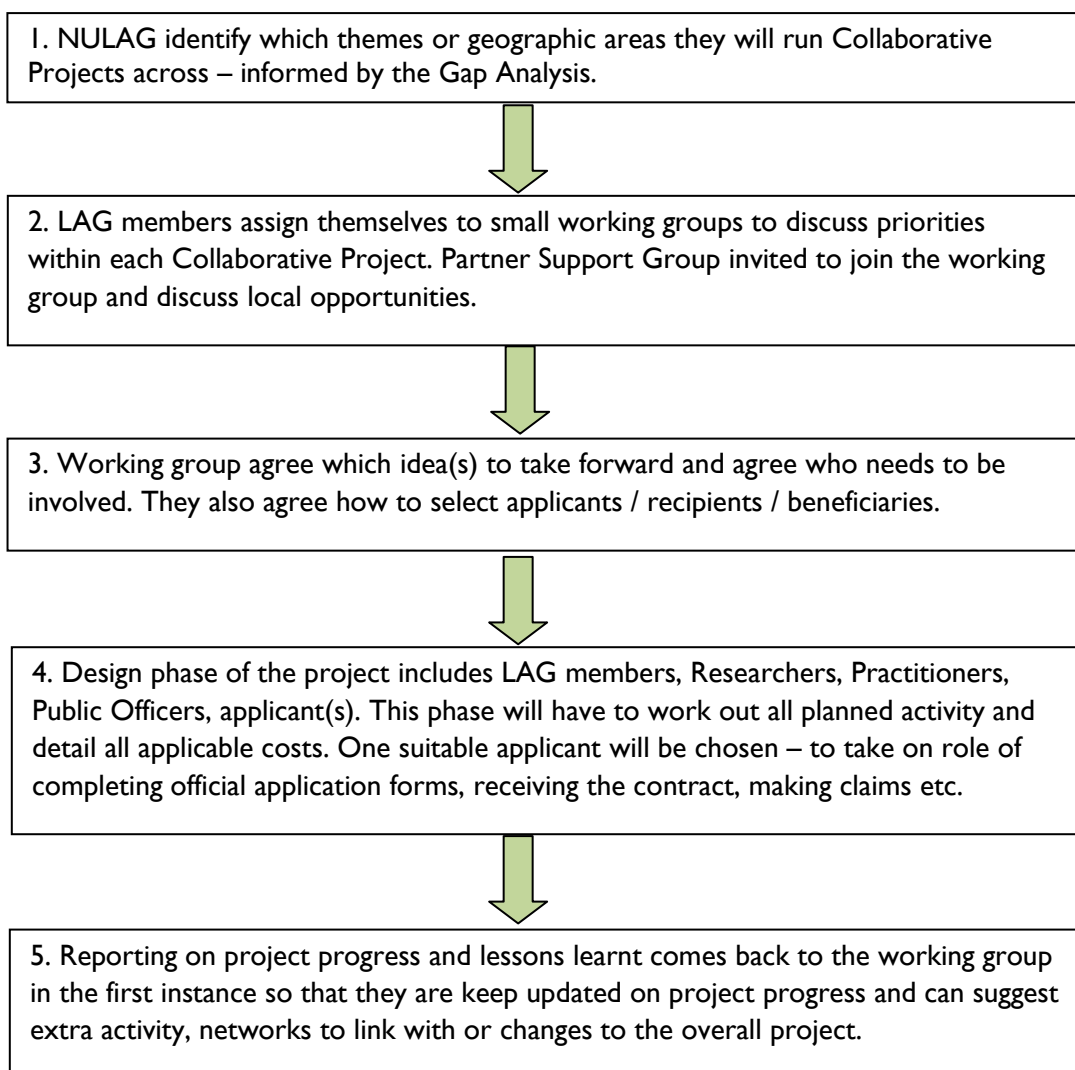 1. NULAG identify which themes or geographic areas they will run Collaborative
Projects across – informed by the Gap Analysis.
2. LAG members assign themselves to small working groups to discuss priorities
within each Collaborative Project. Partner Support Group invited to join the working
group and discuss local opportunities.
3. Working group agree which idea(s) to take forward and agree who needs to be
involved. They also agree how to select applicants / recipients / beneficiaries.
4. Design phase of the project includes LAG members, Researchers, Practitioners,
Public Officers, applicant(s). This phase will have to work out all planned activity and
detail all applicable costs. One suitable applicant will be chosen – to take on role of
completing official application forms, receiving the contract, making claims etc.
5. Reporting on project progress and lessons learnt comes back to the working group
in the first instance so that they are keep updated on project progress and can suggest
extra activity, networks to link with or changes to the overall project.